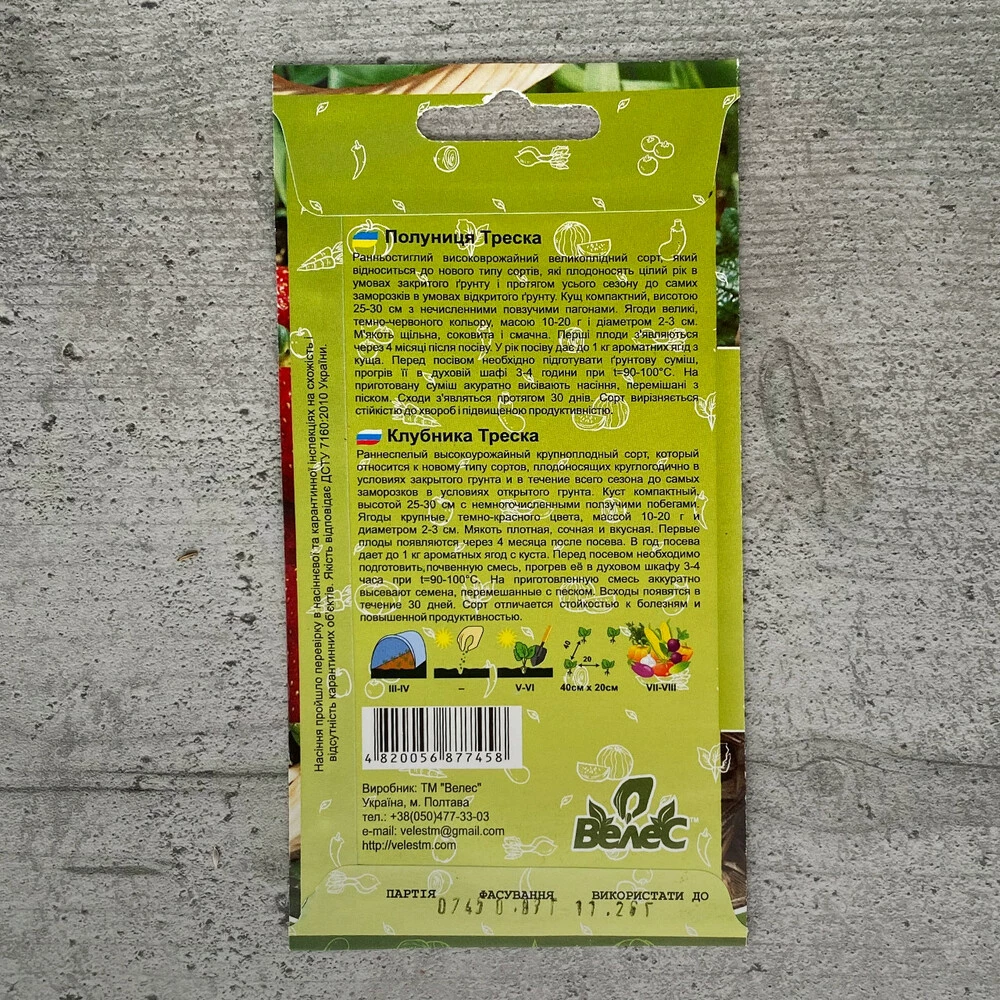 Полуниця Треска
Ранньостиглий високоврожайний великоплідний сорт, який
відноситься до нового типу сортів, які плодоносять цілий рік в
умовах закритого ґрунту і протягом усього сезону до самих
заморозків в умовах відкритого ґрунту. Кущ компактний, висотою
25-30 см з нечисленними повзучими пагонами. Ягоди великі,
темно-червоного кольору, масою 10-20 г і діаметром 2-3 см.
М'якоть щільна, соковита і смачна. Перші плоди з'являються
через 4 місяці після посіву. У рік посіву дає до 1 кг ароматних ягід з
куща. Перед посівом необхідно підготувати ґрунтову суміш,
прогрів її в духовій шафі 3-4 години при t=90-100°С. На
приготовану суміш акуратно висівають насіння, перемішані з
піском. Сходи з'являться протягом 30 днів. Сорт вирізняється
стійкістю до хвороб і підвищеною продуктивністю.
Клубника Треска
Раннеспелый высокоурожайный крупноплодный сорт, который
относится к новому типу сортов, плодоносящих круглогодично в
условиях закрытого грунта и в течение всего сезона до самых
заморозков в условиях открытого грунта. Куст компактный,
высотой 25-30 см с немногочисленными ползучими побегами.
Ягоды крупные, темно-красного цвета, массой 10-20 г и
диаметром 2-3 см. Мякоть плотная, сочная и вкусная. Первые
плоды появляются через 4 месяца после посева. В год посева
дает до 1 кг ароматных ягод с куста. Перед посевом необходимо
подготовить почвенную смесь, прогрев её в духовом шкафу 3-4
часа при t=90-100°С. На приготовленную смесь аккуратно
высевают семена, перемешанные с песком. Всходы появятся в
течение 30 дней. Сорт отличается стойкостью к болезням и
повышенной продуктивностью.
40
20
III-IV – V-VI 40см х 20см VII-VIII
4 820056 877458
Виробник: ТМ "Велес"
Україна, м. Полтава
тел.: +38(050)477-33-03
e-mail: velestm@gmail.com
http://velestm.com
Велес™
ПАРТІЯ ФАСУВАННЯ ВИКОРИСТАТИ ДО
Насіння пройшло перевірку в насіннєвої та карантинної інспекціях на схожість і
відсутність карантинних об'єктів. Якість відповідає ДСТУ 7160:2010 України.